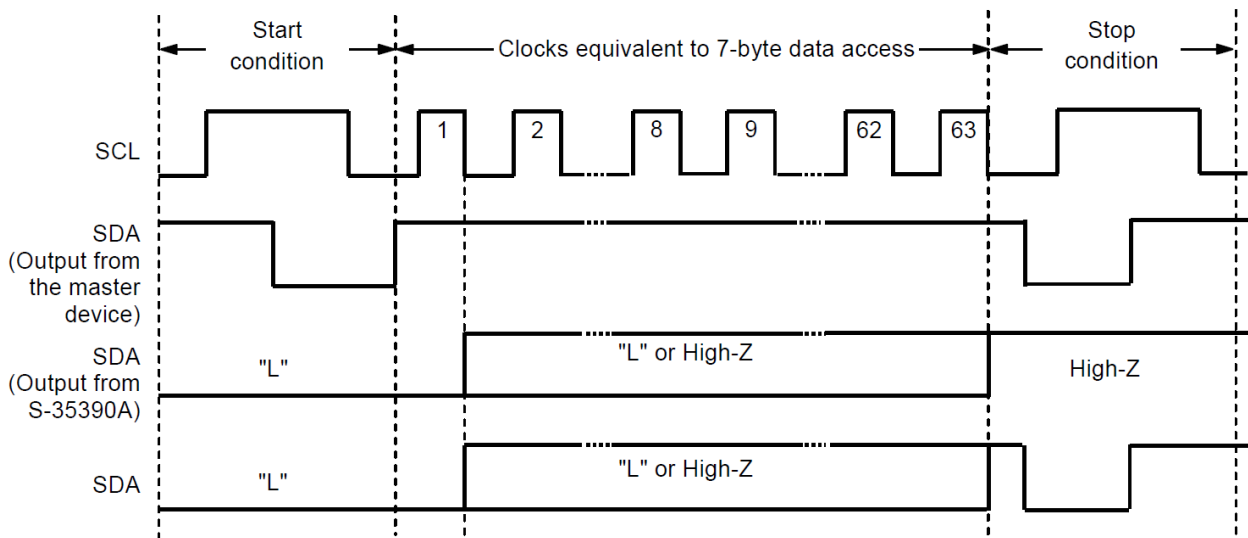 Start
condition
Clocks equivalent to 7-byte data access
Stop
condition
SCL
1
2
8
9
62
63
SDA
(Output from
the master
device)
SDA
(Output from
S-35390A)
"L"
"L" or High-Z
High-Z
SDA
"L"
"L" or High-Z